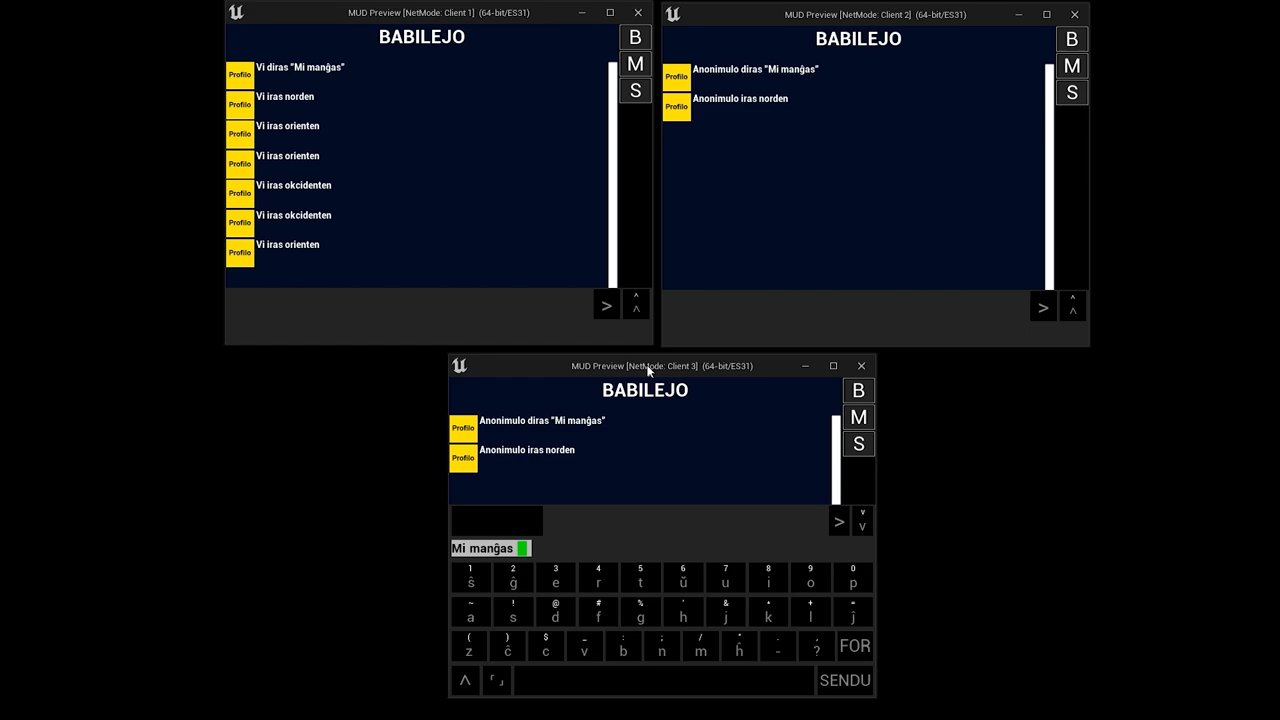 MUD Preview [NetMode: Client 1] (64-bit/ES31)
BABILEJO
B
M
S
Profilo Vi diras "Mi manĝas"
Profilo Vi iras norden
Profilo Vi iras orienten
Profilo Vi iras orienten
Profilo Vi iras okcidenten
Profilo Vi iras okcidenten
Profilo Vi iras orienten
> ^ ^
MUD Preview [NetMode: Client 2] (64-bit/ES31)
BABILEJO
B
M
S
Profilo Anonimulo diras "Mi manĝas"
Profilo Anonimulo iras norden
> ^ ^
MUD Preview [NetMode: Client 3] (64-bit/ES31)
BABILEJO
B
M
S
Profilo Anonimulo diras "Mi manĝas"
Profilo Anonimulo iras norden
> v v
Mi manĝas
1 2 3 4 5 6 7 8 9 0
ŝ ĝ e r t ŭ u i o p
~ ! @ # % ' & * + =
a s d f g h j k l ĵ
( ) $ _ : ; / " . ,
z ĉ c v b n m ĥ - ? FOR
^ 「」 SENDU